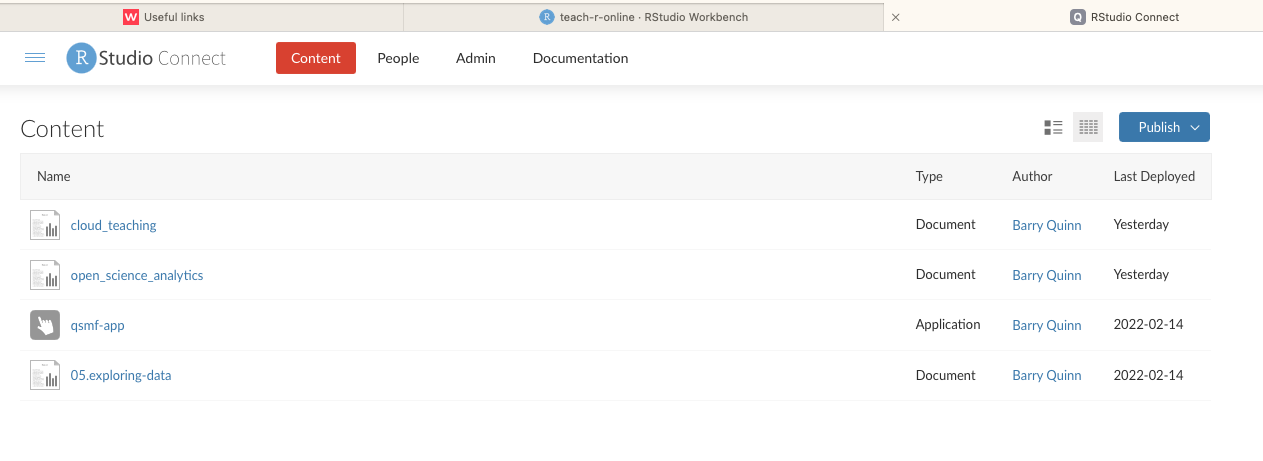 W Useful links
R teach-r-online · RStudio Workbench
× Q RStudio Connect
R Studio Connect Content People Admin Documentation
Content Publish
Name Type Author Last Deployed
cloud_teaching Document Barry Quinn Yesterday
open_science_analytics Document Barry Quinn Yesterday
qsmf-app Application Barry Quinn 2022-02-14
05.exploring-data Document Barry Quinn 2022-02-14